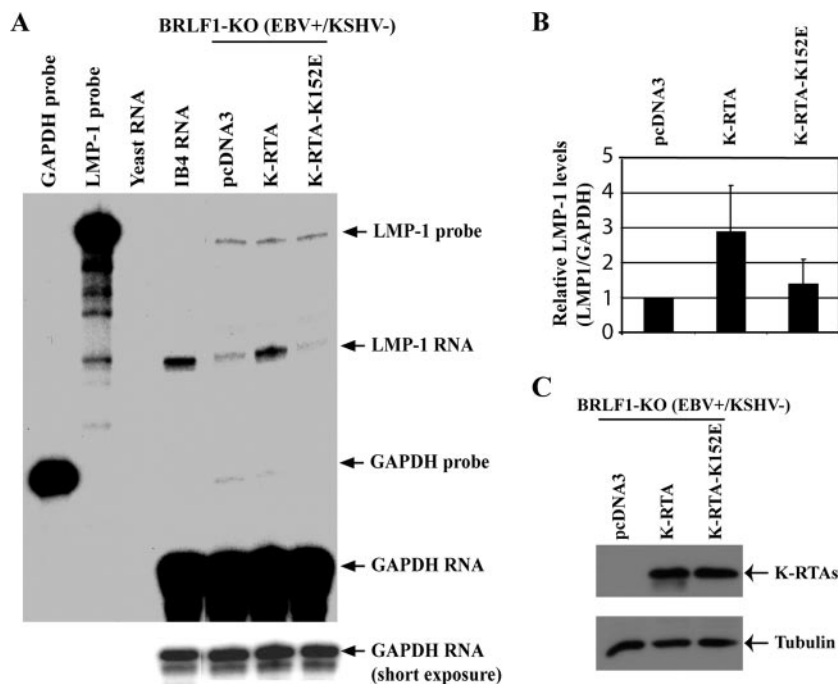 A
BRLF1-KO (EBV+/KSHV-)
GAPDH probe
LMP-1 probe
Yeast RNA
IB4 RNA
pcDNA3
K-RTA
K-RTA-K152E
LMP-1 probe
LMP-1 RNA
GAPDH probe
GAPDH RNA
GAPDH RNA
(short exposure)
B
pcDNA3
K-RTA
K-RTA-K152E
Relative LMP-1 levels
(LMP1/GAPDH)
5
4
3
2
1
0
C
BRLF1-KO (EBV+/KSHV-)
pcDNA3
K-RTA
K-RTA-K152E
K-RTAs
Tubulin